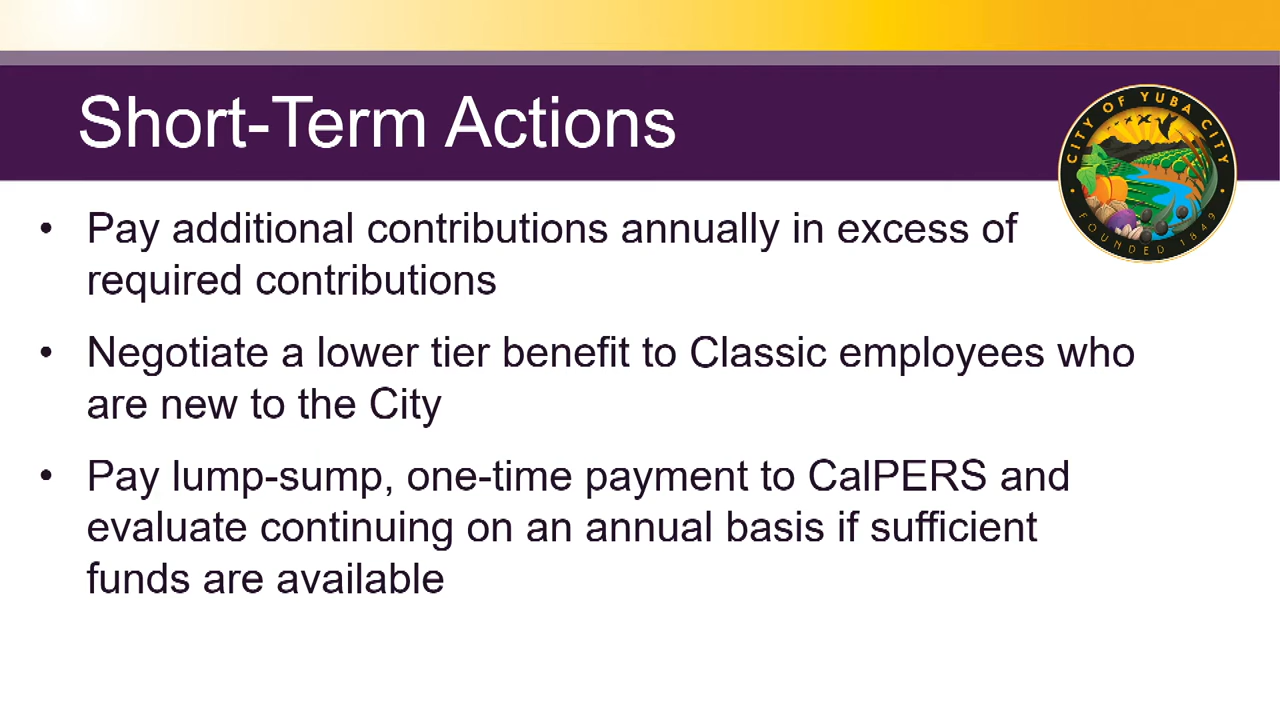 Short-Term Actions
CITY OF YUBA CITY
FOUNDED 1849
• Pay additional contributions annually in excess of
required contributions
• Negotiate a lower tier benefit to Classic employees who
are new to the City
• Pay lump-sump, one-time payment to CalPERS and
evaluate continuing on an annual basis if sufficient
funds are available